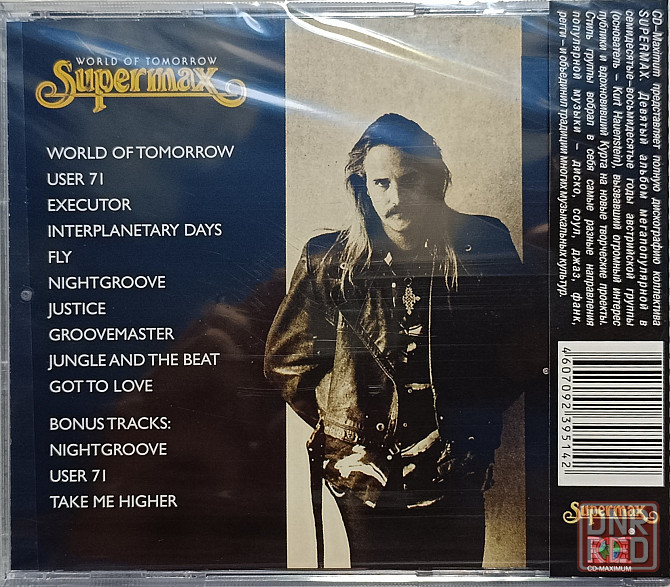 WORLD OF TOMORROW
Supermax
WORLD OF TOMORROW
USER 71
EXECUTOR
INTERPLANETARY DAYS
FLY
NIGHTGROOVE
JUSTICE
GROOVEMASTER
JUNGLE AND THE BEAT
GOT TO LOVE
BONUS TRACKS:
NIGHTGROOVE
USER 71
TAKE ME HIGHER
CD-Maximum представляет полную дискографию коллектива
SUPERMAX. Девятый альбом мегапопулярной в
семидесятые-восьмидесятые годы австрийской группы
(основатель - Kurt Hauenstein), вызвавший огромный интерес
публики и вдохновивший Курта на новые творческие проекты.
Стиль группы вобрал в себя самые разные направления
популярной музыки - диско, соул, джаз, фанк,
регги - и объединил традиции многих музыкальных культур.
4607092395142
Supermax
DNR
RED
CD-MAXIMUM